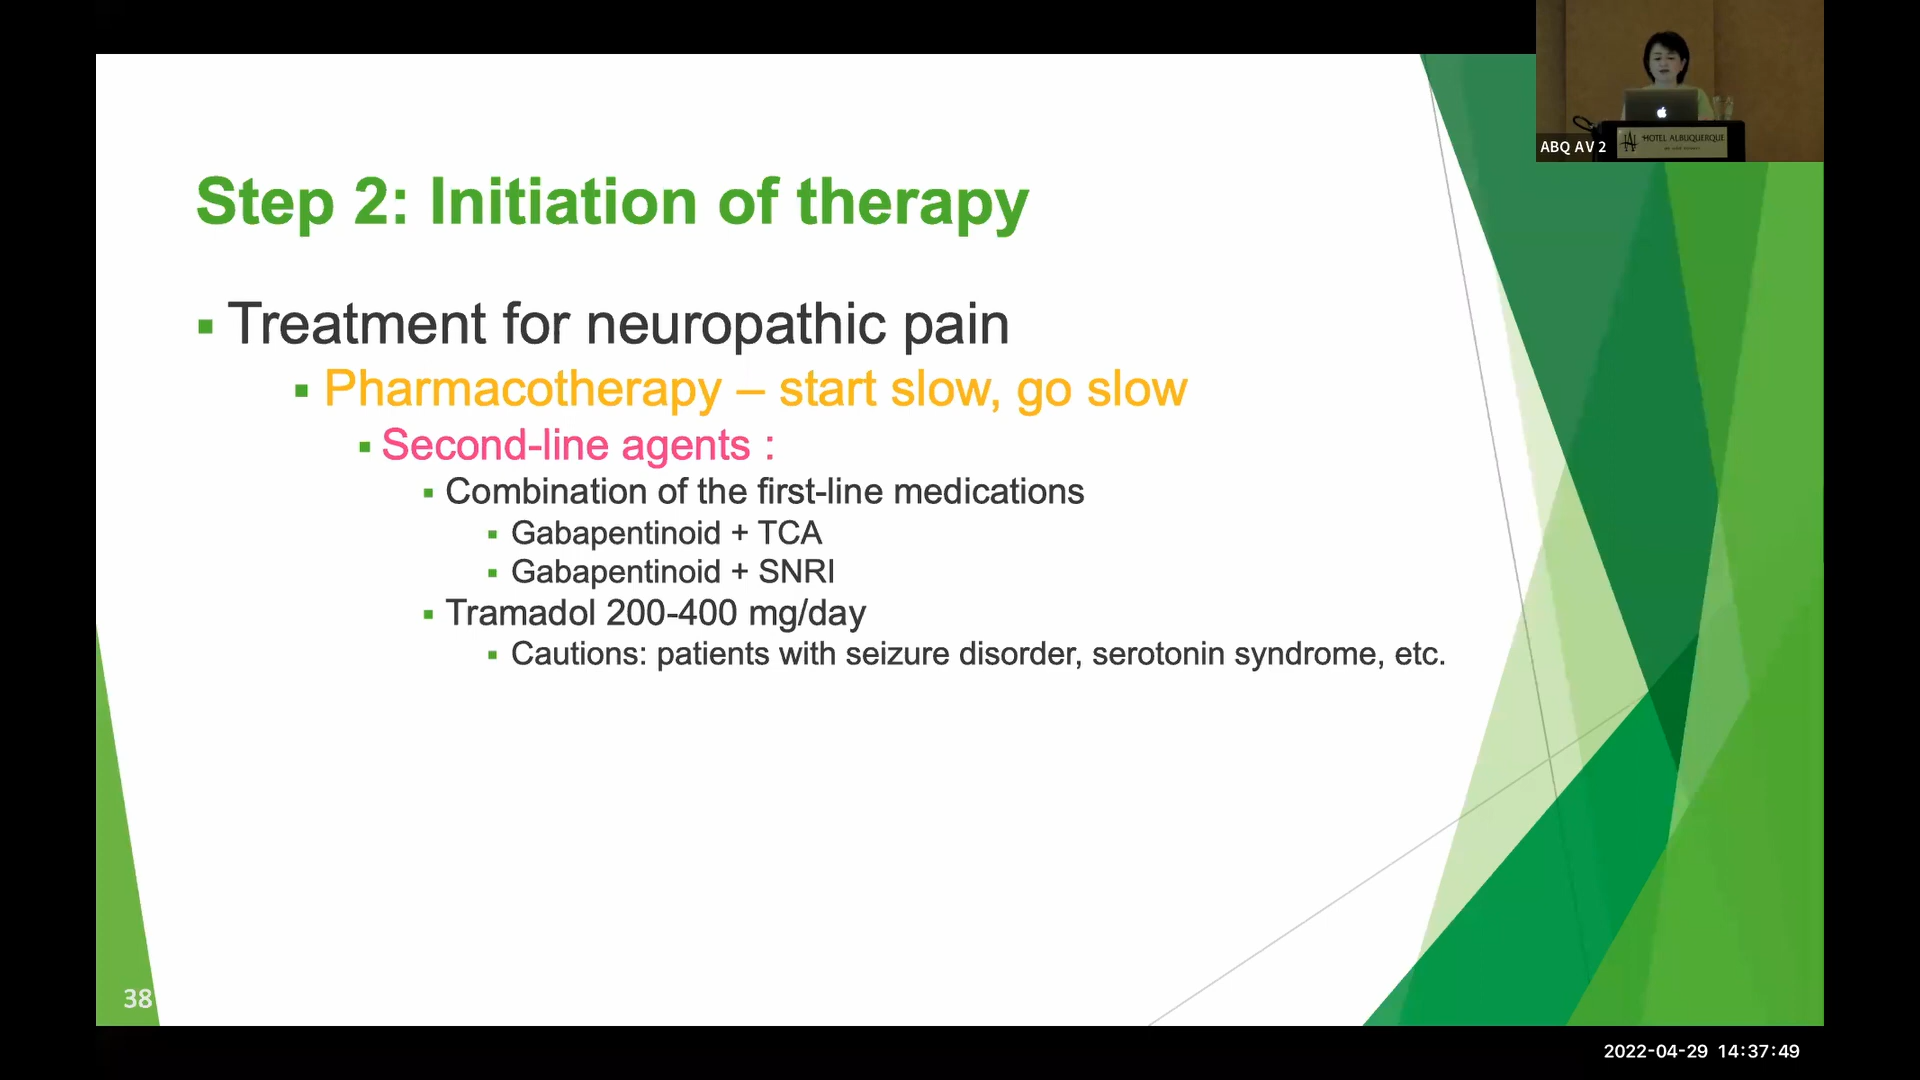 HOTEL ALBUQUERQUE
ABQ AV 2
Step 2: Initiation of therapy
Treatment for neuropathic pain
Pharmacotherapy – start slow, go slow
Second-line agents :
Combination of the first-line medications
Gabapentinoid + TCA
Gabapentinoid + SNRI
Tramadol 200-400 mg/day
Cautions: patients with seizure disorder, serotonin syndrome, etc.
38
2022-04-29 14:37:49